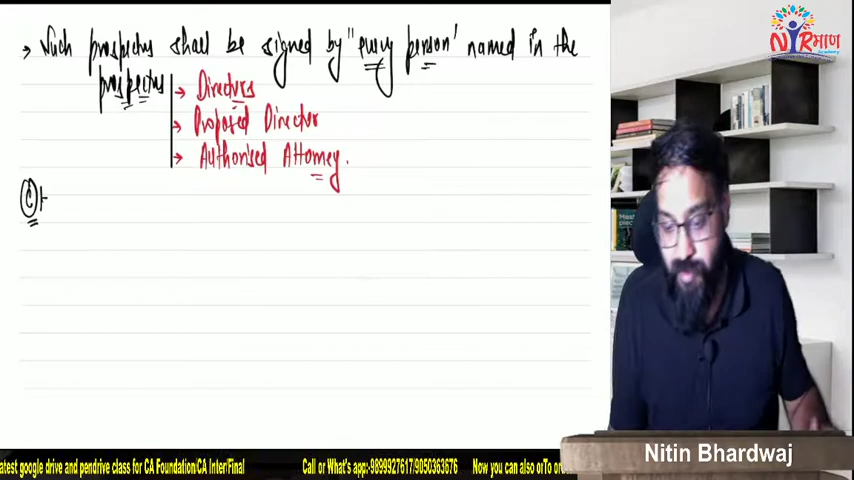 → Such prospectus shall be signed by "every person" named in the
prospectus
→ Directors
→ Proposed Director
→ Authorised Attorney.
C
NIRमाण
Academy
Nitin Bhardwaj
atest google drive and pendrive class for CA Foundation/CA Inter/Final Call or What's app:-9899927617/9050363676 Now you can also orTo or